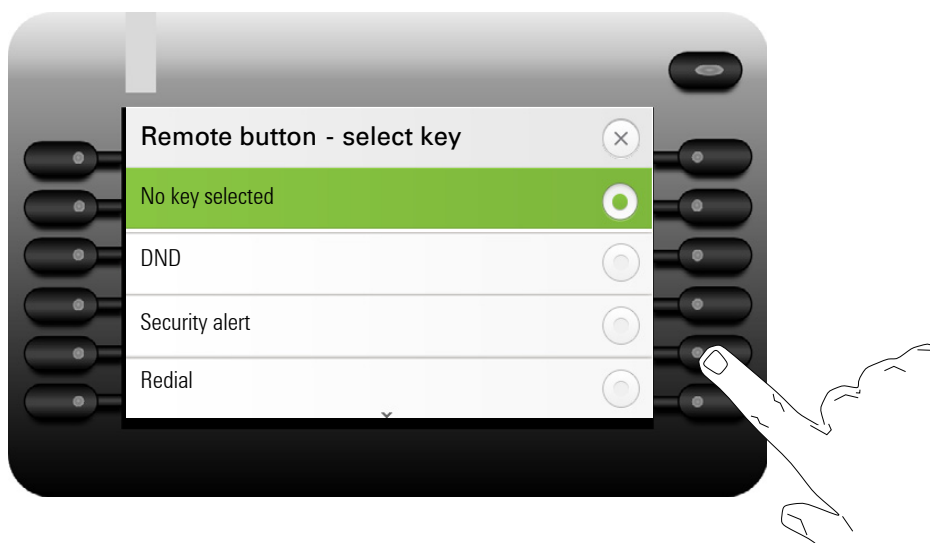 Remote button - select key
No key selected
DND
Security alert
Redial